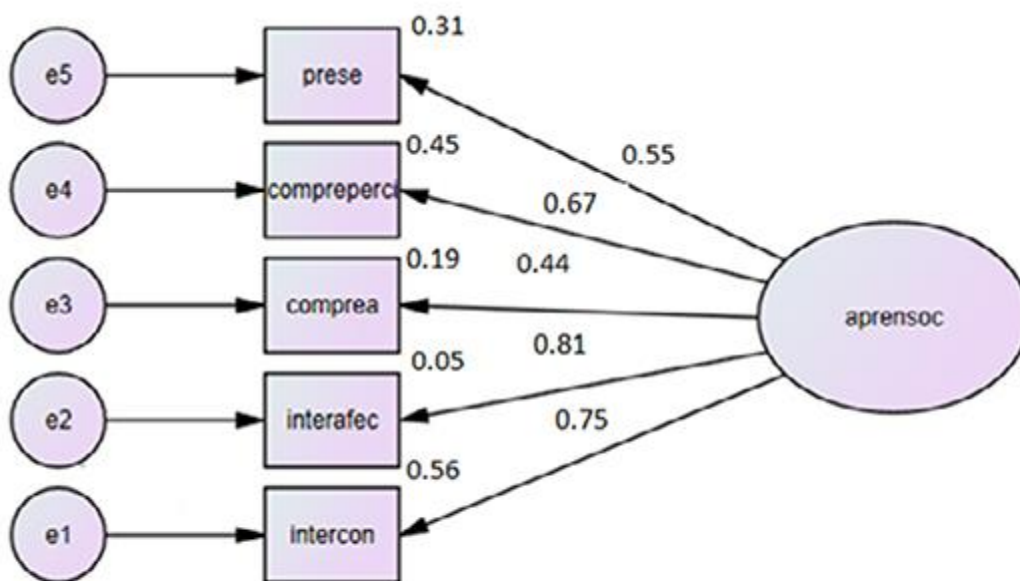 0.31
e5
prese
0.55
0.45
e4
compreperci
0.67
0.19
0.44
e3
comprea
aprensoc
0.81
0.05
e2
interafec
0.75
0.56
e1
intercon